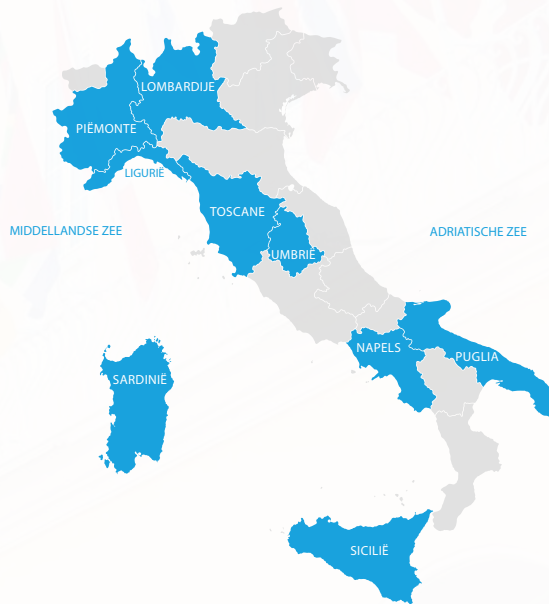 LOMBARDIJE
PIËMONTE
LIGURIË
TOSCANE
MIDDELLANDSE ZEE
ADRIATISCHE ZEE
UMBRIË
NAPELS
PUGLIA
SARDINIË
SICILIË